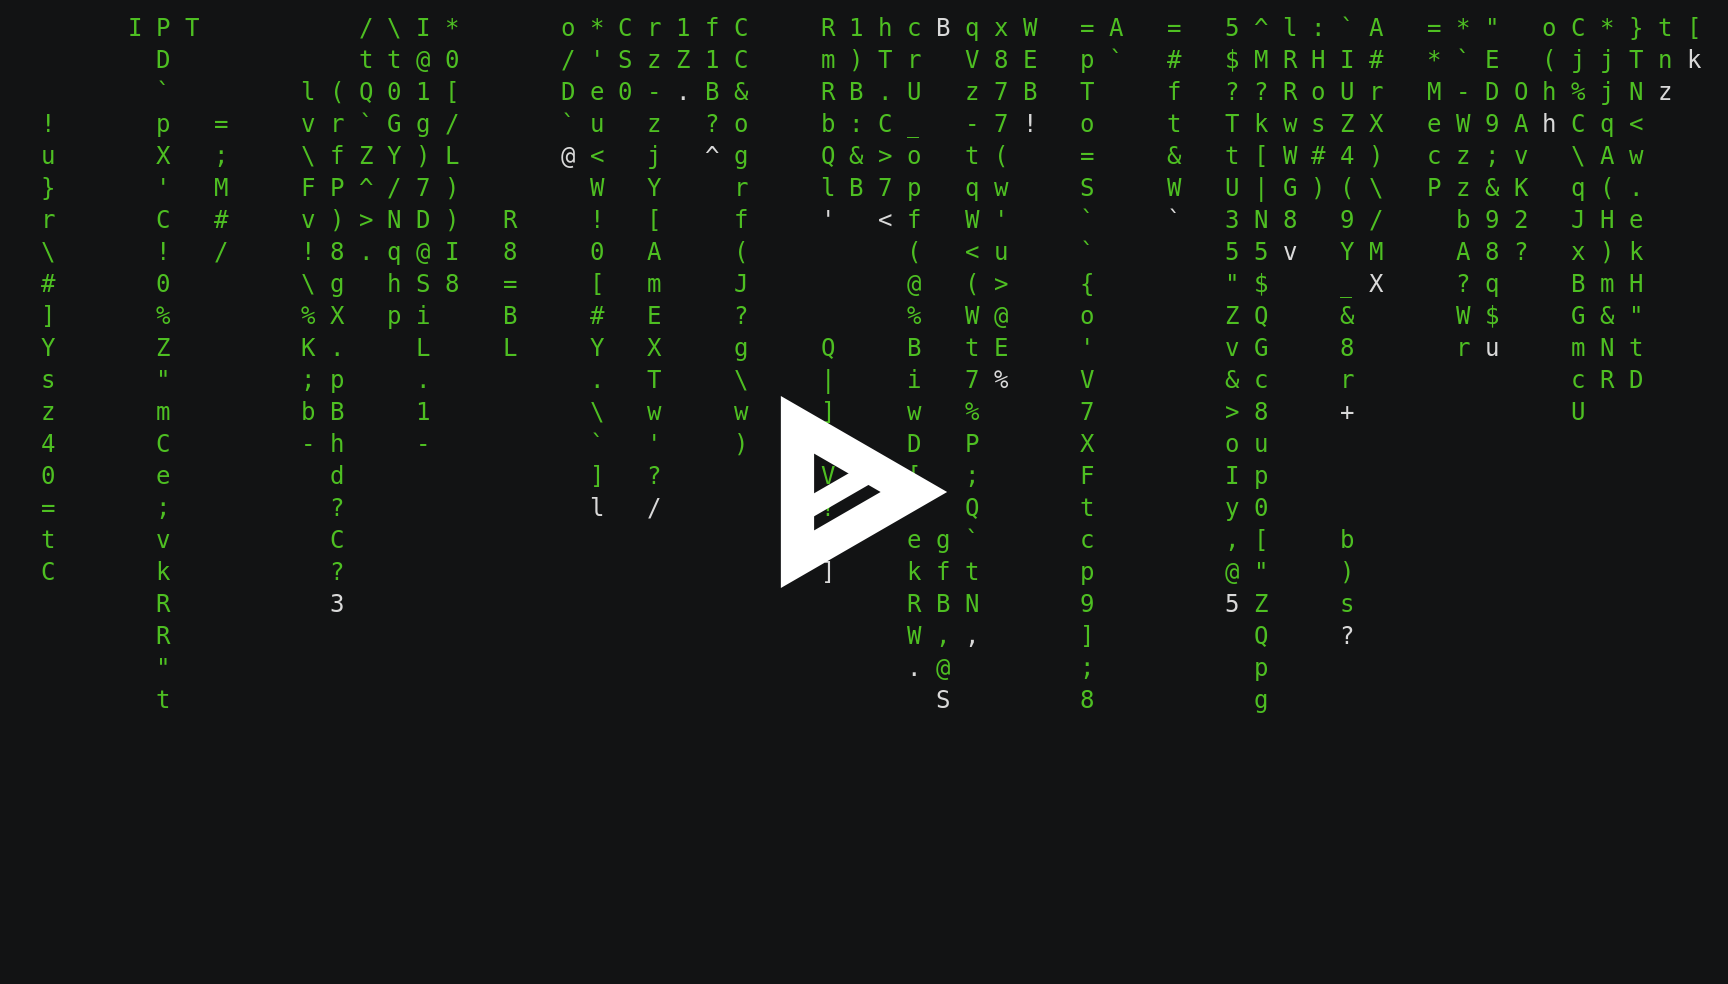 I P T / \ I * o * C r 1 f C R 1 h c B q x W = A = 5 ^ l : ` A = * " o C * } t [
D t t @ 0 / ' S z Z 1 C m ) T r V 8 E p ` # $ M R H I # * ` E ( j j T n k
` l ( Q 0 1 [ D e 0 - . B & R B . U z 7 B T f ? ? R o U r M - D O h % j N z
! p = v r ` G g / ` u z ? o b : C _ - 7 ! o t T k w s Z X e W 9 A h C q <
u X ; \ f Z Y ) L @ < j ^ g Q & > o t ( = & t [ W # 4 ) c z ; v \ A w
} ' M F P ^ / 7 ) W Y r l B 7 p q w S W U | G ) ( \ P z & K q ( .
r C # v ) > N D ) R ! [ f ' < f W ' ` ` 3 N 8 9 / b 9 2 J H e
\ ! / ! 8 . q @ I 8 0 A ( ( < u ` 5 5 v Y M A 8 ? x ) k
# 0 \ g h S 8 = [ m J @ ( > { " $ _ X ? q B m H
] % % X p i B # E ? % W @ o Z Q & W $ G & "
Y Z K . L L Y X g Q B t E ' v G 8 r u m N t
s " ; p . . T \ | i 7 % V & c r c R D
z m b B 1 \ w w ] w % 7 > 8 + U
4 C - h - ` ' ) D P X o u
0 e d ] ? V [ ; F I p
= ; ? l / ! Q t y 0
t v C e g ` c , [ b
C k ? ] k f t p @ " )
R 3 R B N 9 5 Z s
R W , , ] Q ?
" . @ ; p
t S 8 g